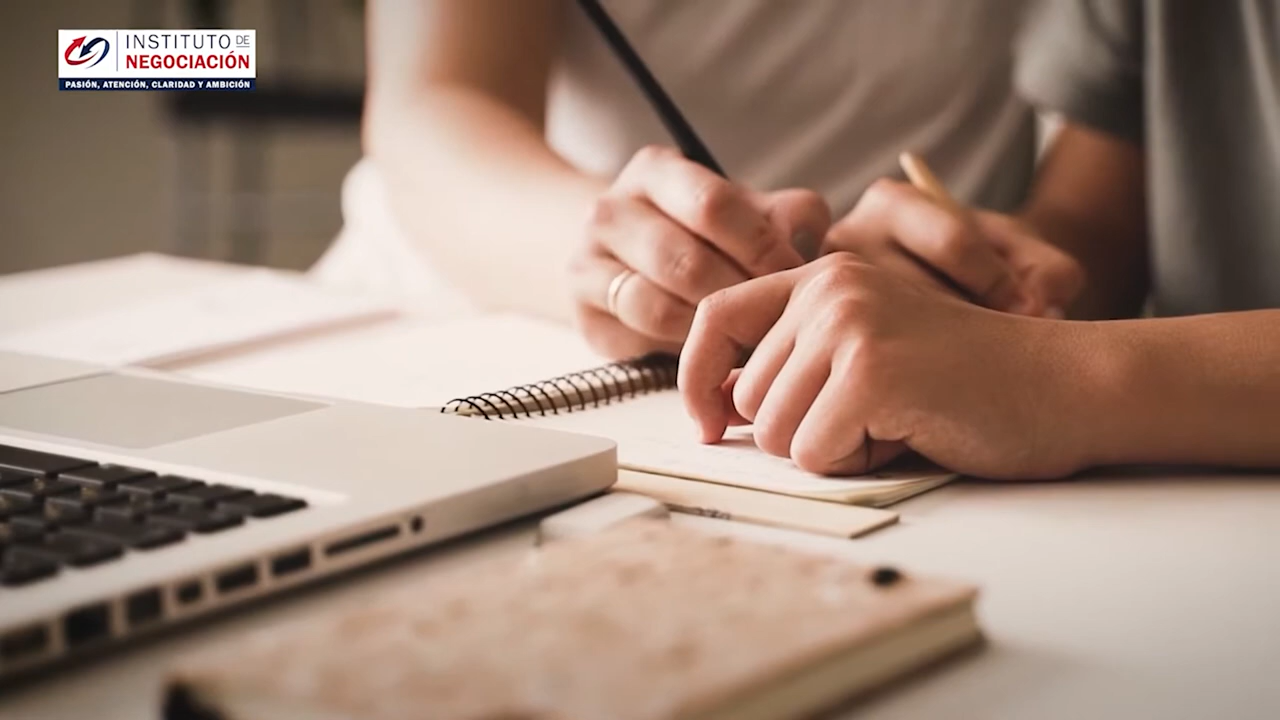 INSTITUTO DE
NEGOCIACIÓN
PASIÓN, ATENCIÓN, CLARIDAD Y AMBICIÓN